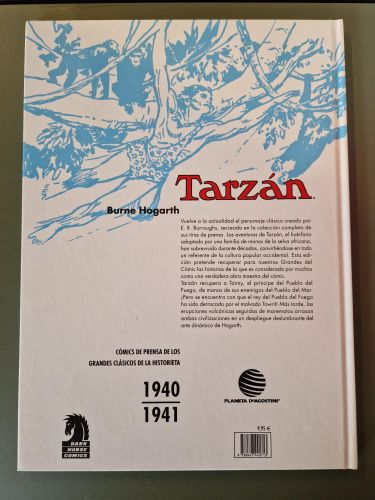 Tarzán
Burne Hogarth
Vuelve a la actualidad el personaje clásico creado por
E. R. Burroughs, recreado en la colección completa de
sus tiras de prensa. Las aventuras de Tarzán, el huérfano
adoptado por una familia de monos de la selva africana,
han sobrevivido durante décadas, convirtiéndose en todo
un referente de la cultura popular occidental. Esta edi-
ción pretende recuperar para nuestros Grandes del
Cómic las historias de la que es considerada por muchos
como una verdadera obra maestra del cómic.
Tarzán recupera a Tanny, el príncipe del Pueblo del
Fuego, de manos de sus enemigos del Pueblo del Mar.
¡Pero se encuentra con que el rey del Pueblo del Fuego
ha sido derrocado por el malvado Towrit! Más tarde, las
erupciones volcánicas seguidas de maremotos arrasan
ambas civilizaciones en un despliegue deslumbrante del
arte dinámico de Hogarth.
CÓMICS DE PRENSA DE LOS
GRANDES CLÁSICOS DE LA HISTORIETA
1940
1941
PLANETA DEAGOSTINI
DARK
HORSE
COMICS
9,95 €